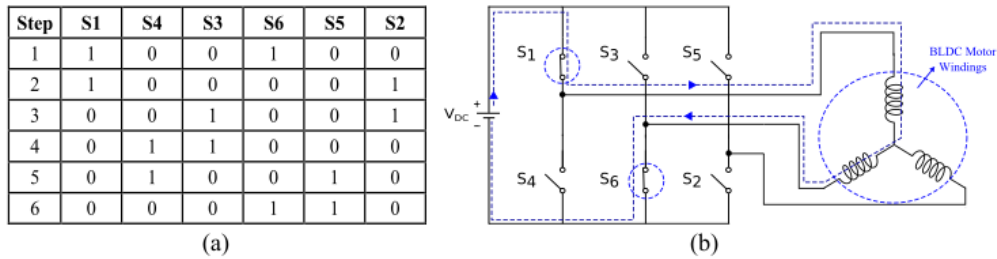 Step S1 S4 S3 S6 S5 S2
1 1 0 0 1 0 0
2 1 0 0 0 0 1
3 0 0 1 0 0 1
4 0 1 1 0 0 0
5 0 1 0 0 1 0
6 0 0 0 1 1 0
(a)
S1 S3 S5
BLDC Motor
Windings
VDC + −
S4 S6 S2
(b)